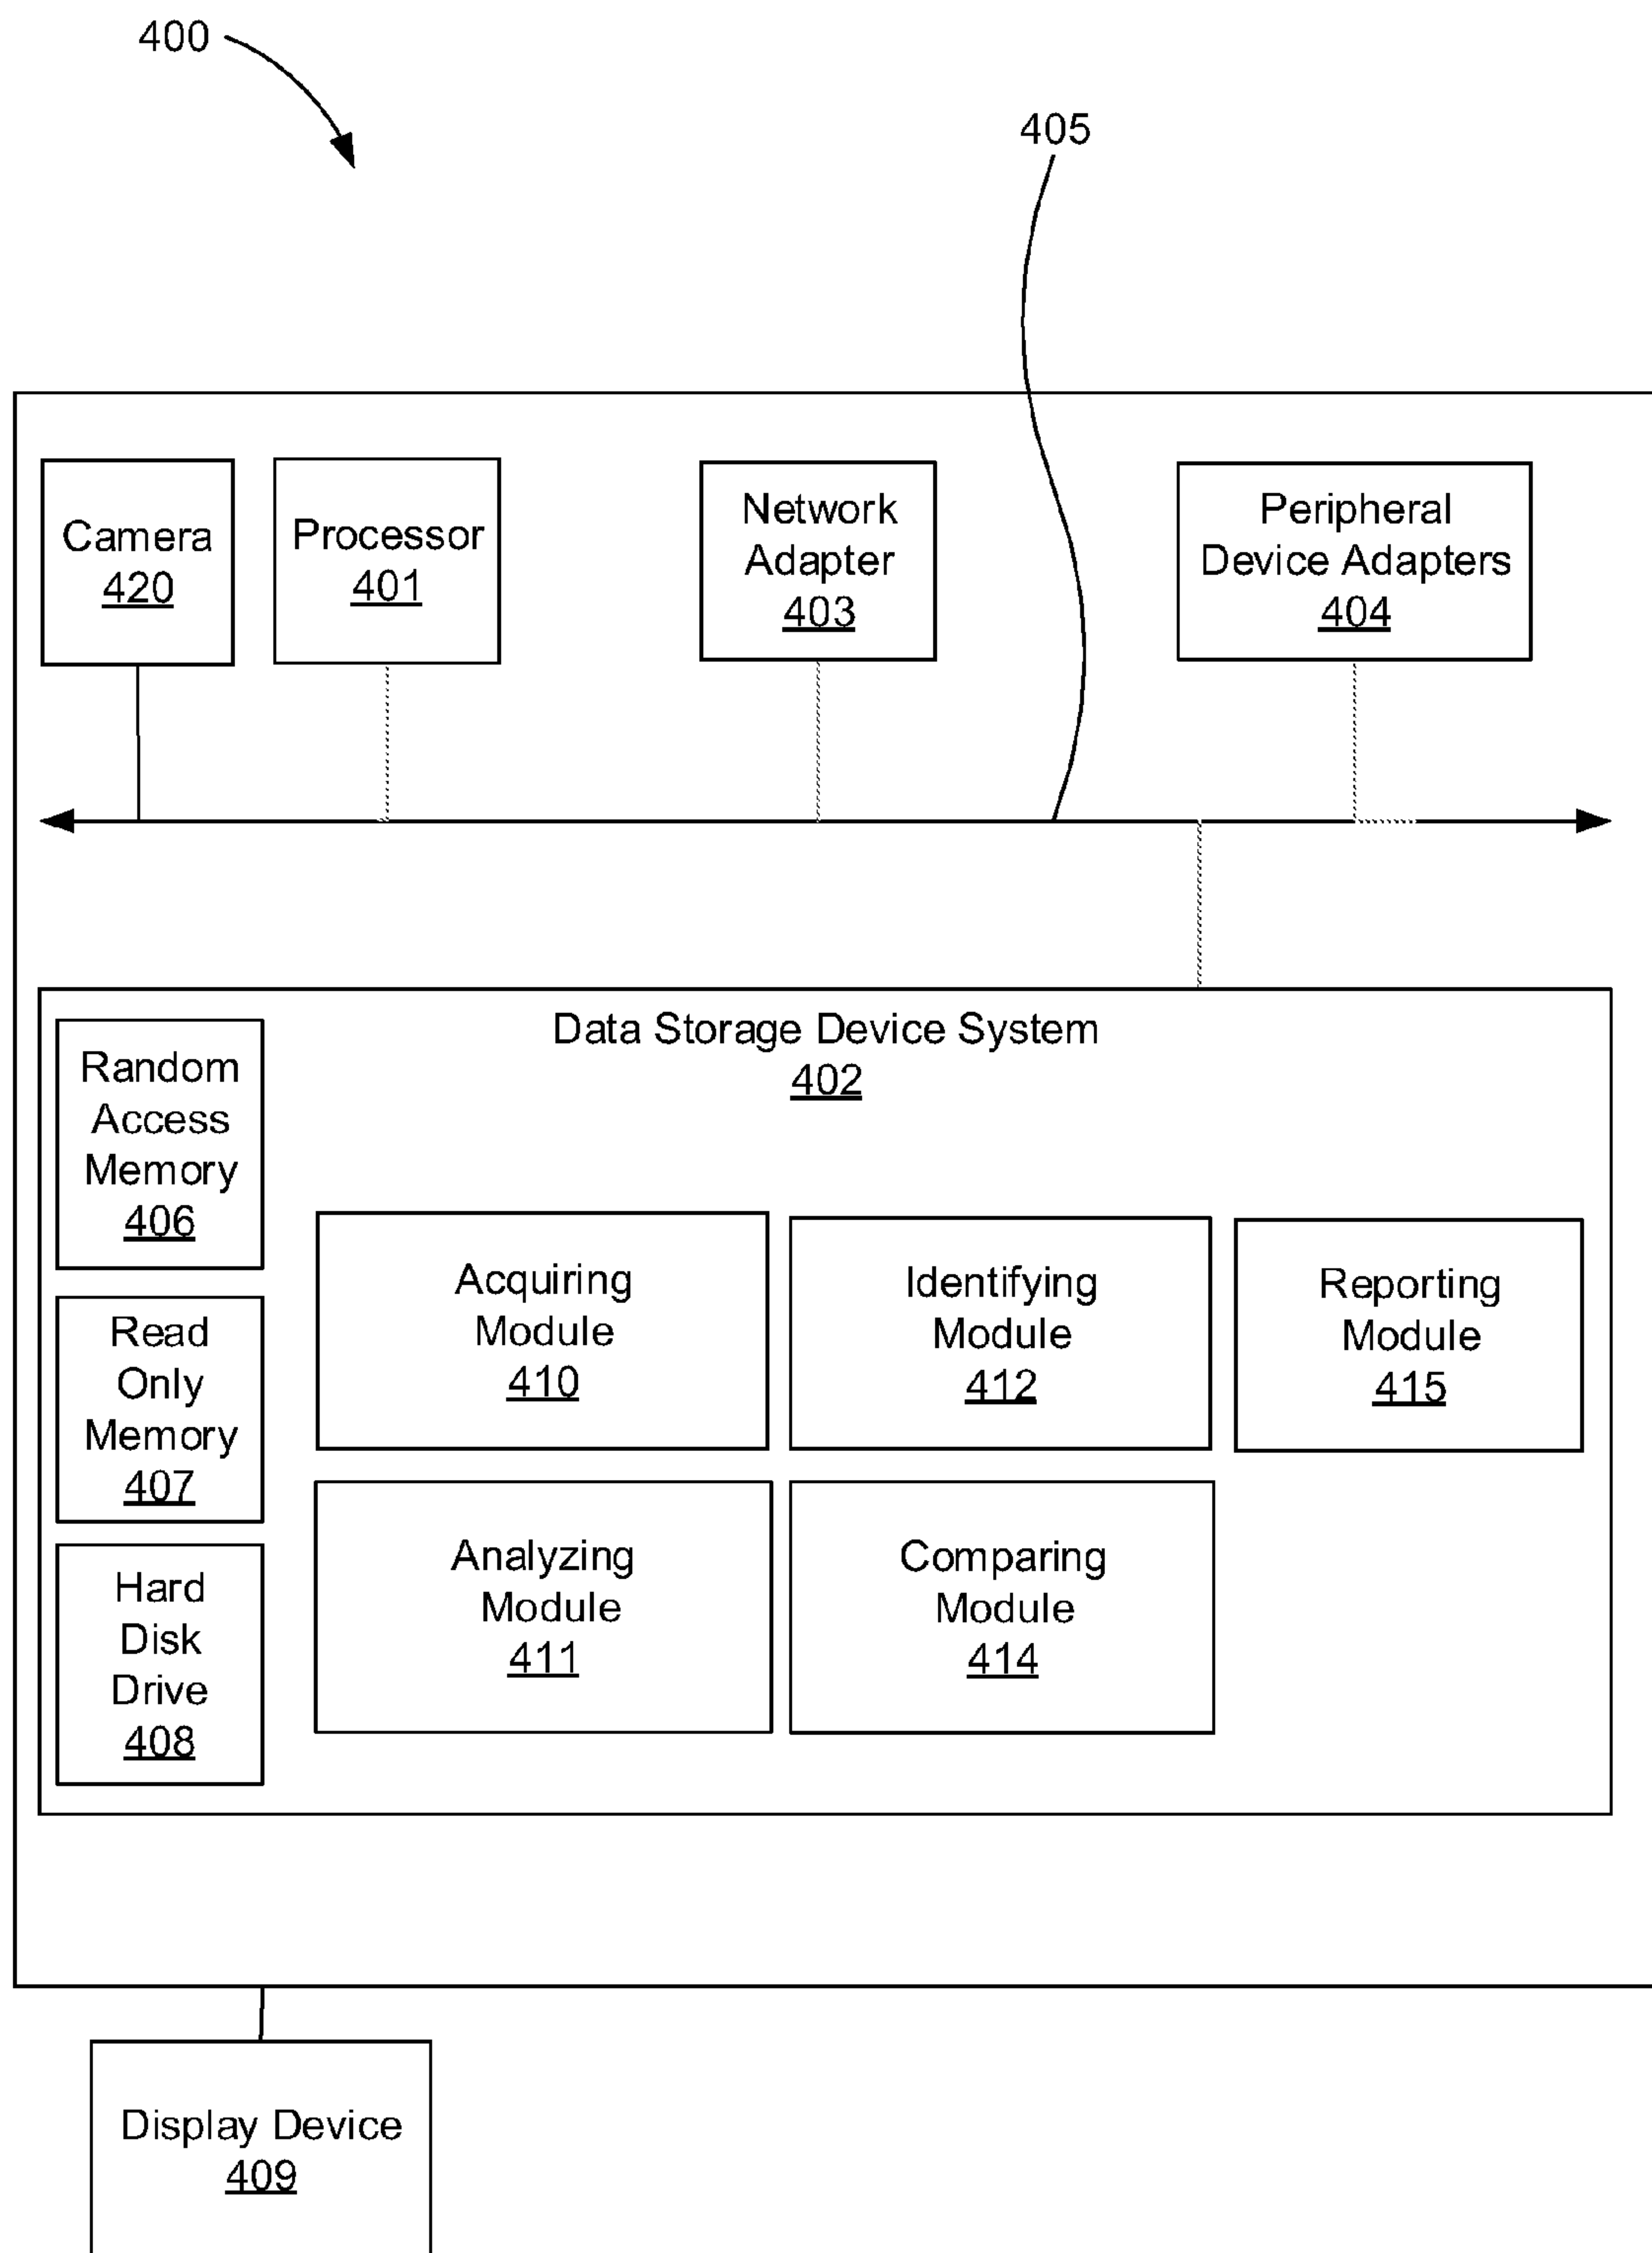 400
405
Camera
420
Processor
401
Network
Adapter
403
Peripheral
Device Adapters
404
Data Storage Device System
402
Random
Access
Memory
406
Read
Only
Memory
407
Hard
Disk
Drive
408
Acquiring
Module
410
Identifying
Module
412
Reporting
Module
415
Analyzing
Module
411
Comparing
Module
414
Display Device
409